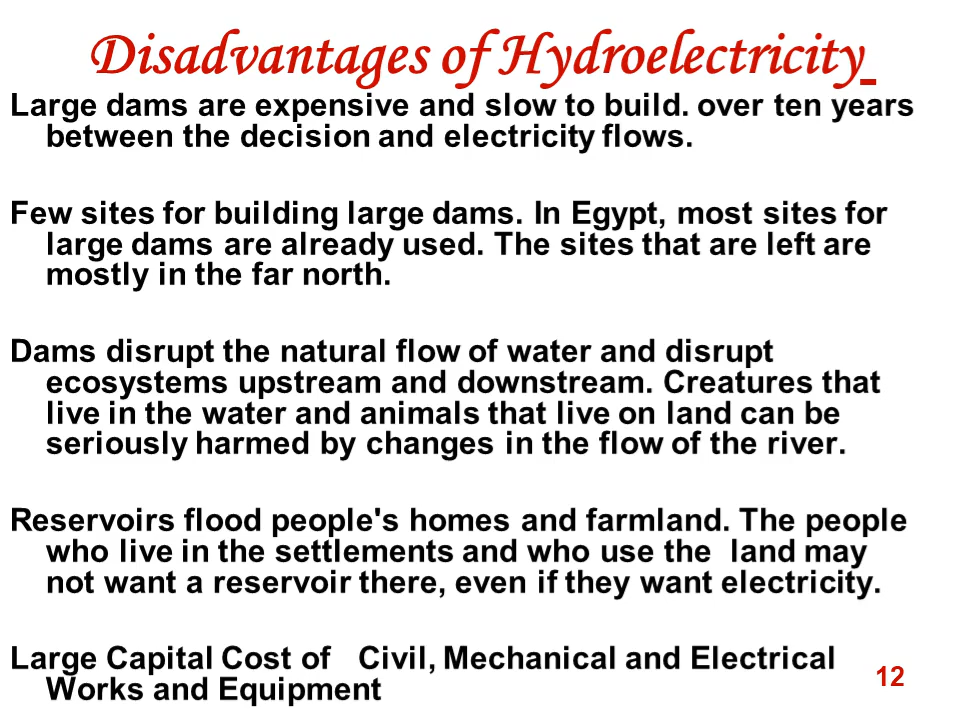 Disadvantages of Hydroelectricity
Large dams are expensive and slow to build. over ten years
between the decision and electricity flows.
Few sites for building large dams. In Egypt, most sites for
large dams are already used. The sites that are left are
mostly in the far north.
Dams disrupt the natural flow of water and disrupt
ecosystems upstream and downstream. Creatures that
live in the water and animals that live on land can be
seriously harmed by changes in the flow of the river.
Reservoirs flood people's homes and farmland. The people
who live in the settlements and who use the  land may
not want a reservoir there, even if they want electricity.
Large Capital Cost of   Civil, Mechanical and Electrical
Works and Equipment
12